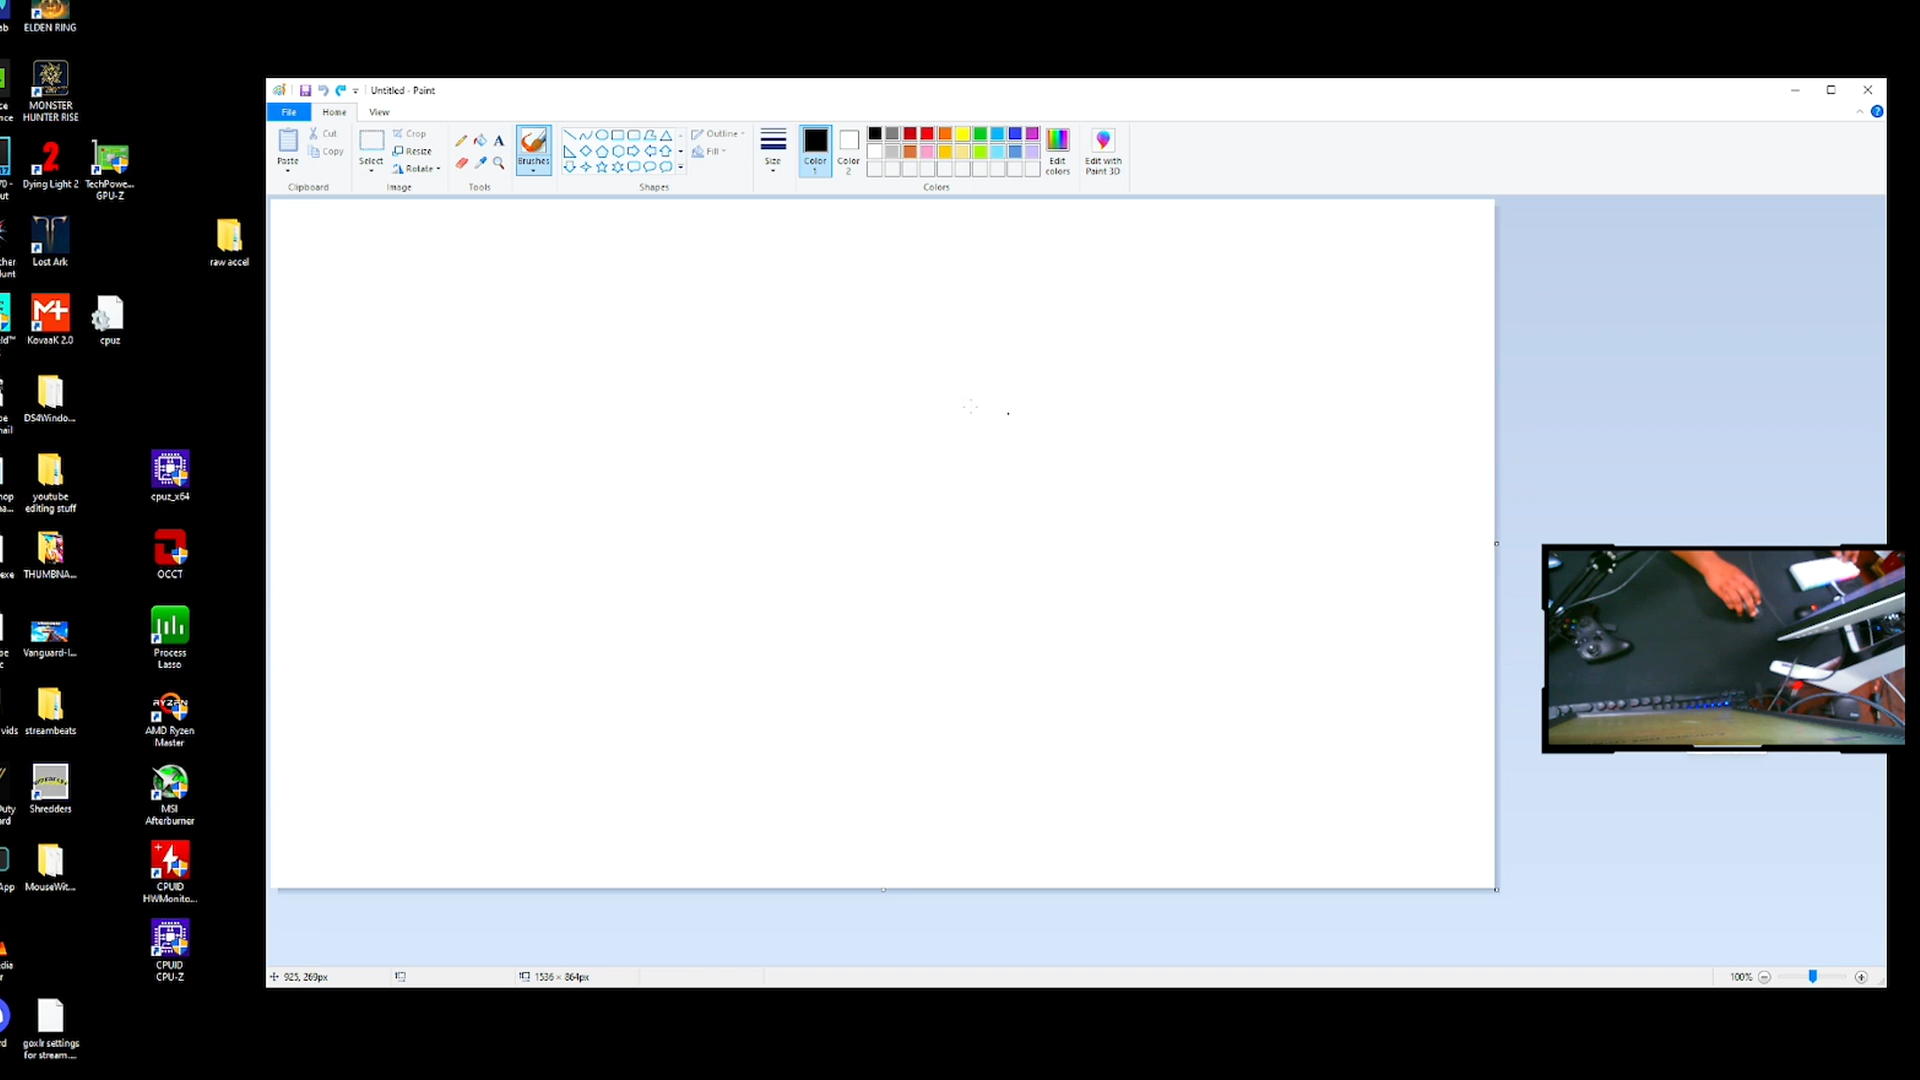 ELDEN RING
MONSTER
HUNTER RISE
Dying Light 2
TechPowe...
GPU-Z
Lost Ark
raw accel
KovaaK 2.0
cpuz
DS4Windo...
youtube
editing stuff
cpuz_x64
THUMBNA...
OCCT
Vanguard-I...
Process
Lasso
vids
streambeats
RYZEN
AMD Ryzen
Master
Shredders
MSI
Afterburner
App
MouseWit...
CPUID
HWMonito...
CPUID
CPU-Z
goxlr settings
for stream....
Untitled - Paint
File Home View
Paste
Cut
Copy
Clipboard
Select
Crop
Resize
Rotate
Image
A
Tools
Brushes
Outline
Fill
Shapes
Size
Color
1
Color
2
Edit
colors
Colors
Edit with
Paint 3D
925, 269px
1536 × 864px
100%